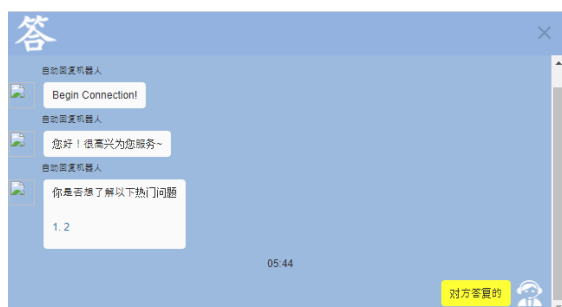 答
自动回复机器人
Begin Connection!
自动回复机器人
您好！很高兴为您服务~
自动回复机器人
你是否想了解以下热门问题
1. 2
05:44
对方答复的